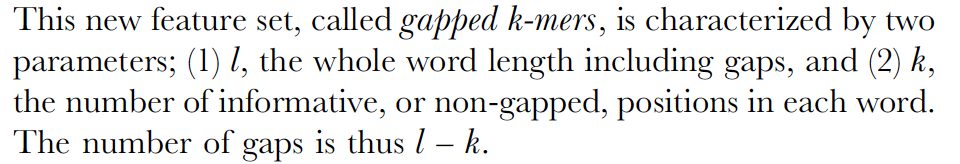 This new feature set, called gapped k-mers, is characterized by two
parameters; (1) l, the whole word length including gaps, and (2) k,
the number of informative, or non-gapped, positions in each word.
The number of gaps is thus l – k.